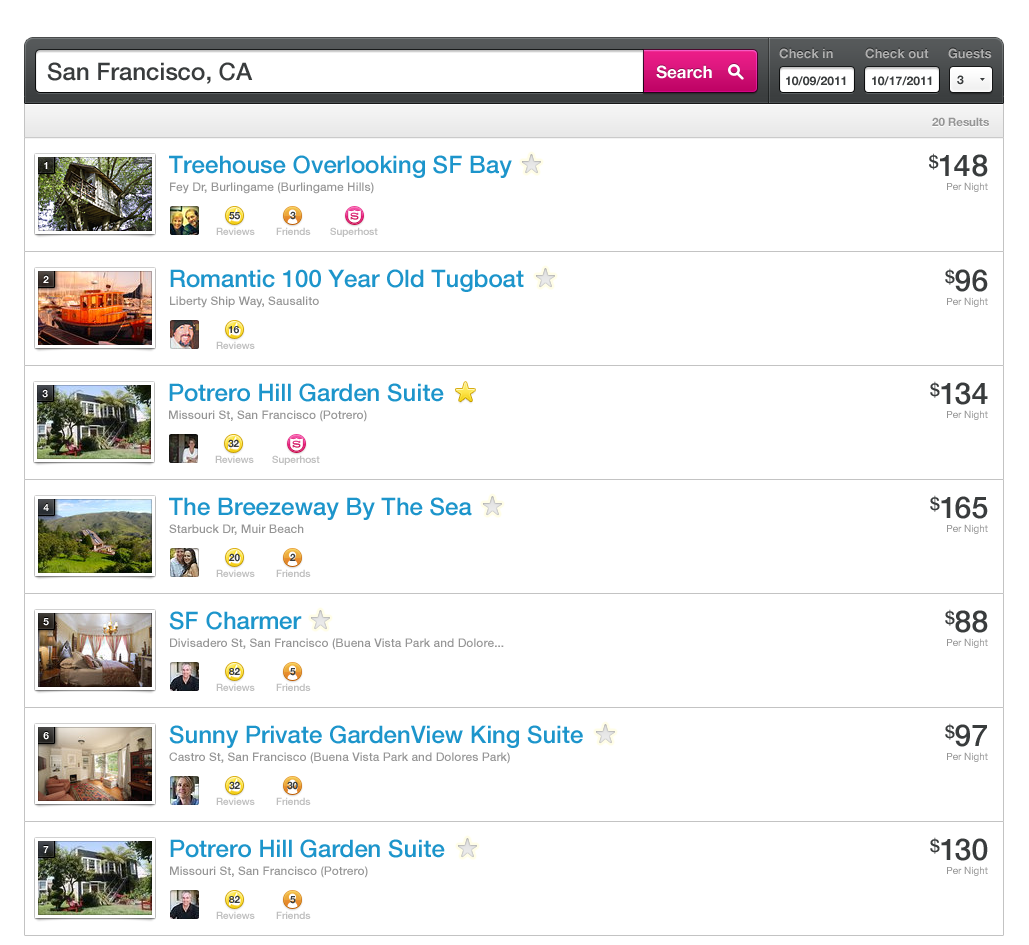 San Francisco, CA
Search
Check in
Check out
Guests
10/09/2011
10/17/2011
3
20 Results
1
Treehouse Overlooking SF Bay
$148
Fey Dr, Burlingame (Burlingame Hills)
Per Night
55
3
S
Reviews
Friends
Superhost
2
Romantic 100 Year Old Tugboat
$96
Liberty Ship Way, Sausalito
Per Night
16
Reviews
3
Potrero Hill Garden Suite
$134
Missouri St, San Francisco (Potrero)
Per Night
32
S
Reviews
Superhost
4
The Breezeway By The Sea
$165
Starbuck Dr, Muir Beach
Per Night
20
2
Reviews
Friends
5
SF Charmer
$88
Divisadero St, San Francisco (Buena Vista Park and Dolore...
Per Night
82
5
Reviews
Friends
6
Sunny Private GardenView King Suite
$97
Castro St, San Francisco (Buena Vista Park and Dolores Park)
Per Night
32
30
Reviews
Friends
7
Potrero Hill Garden Suite
$130
Missouri St, San Francisco (Potrero)
Per Night
82
5
Reviews
Friends